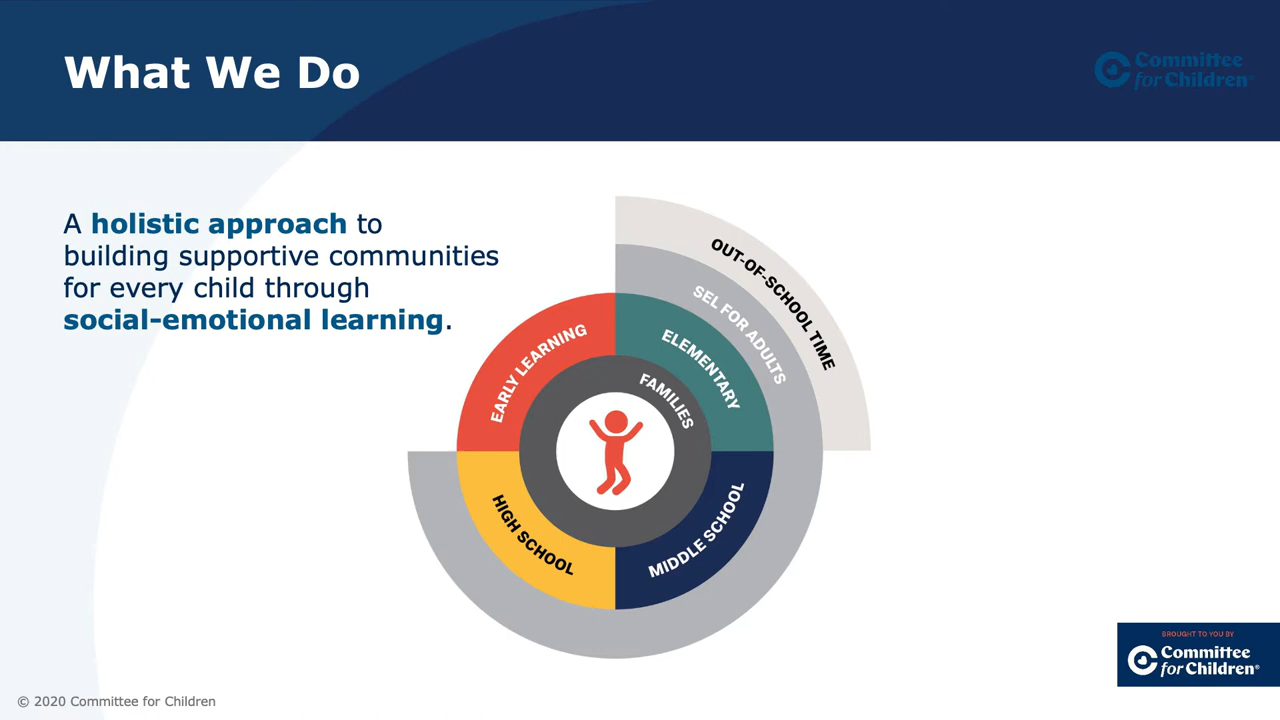 What We Do
Committee
for Children®
A holistic approach to
building supportive communities
for every child through
social-emotional learning.
OUT-OF-SCHOOL TIME
SEL FOR ADULTS
EARLY LEARNING
ELEMENTARY
FAMILIES
HIGH SCHOOL
MIDDLE SCHOOL
BROUGHT TO YOU BY
Committee
for Children®
© 2020 Committee for Children